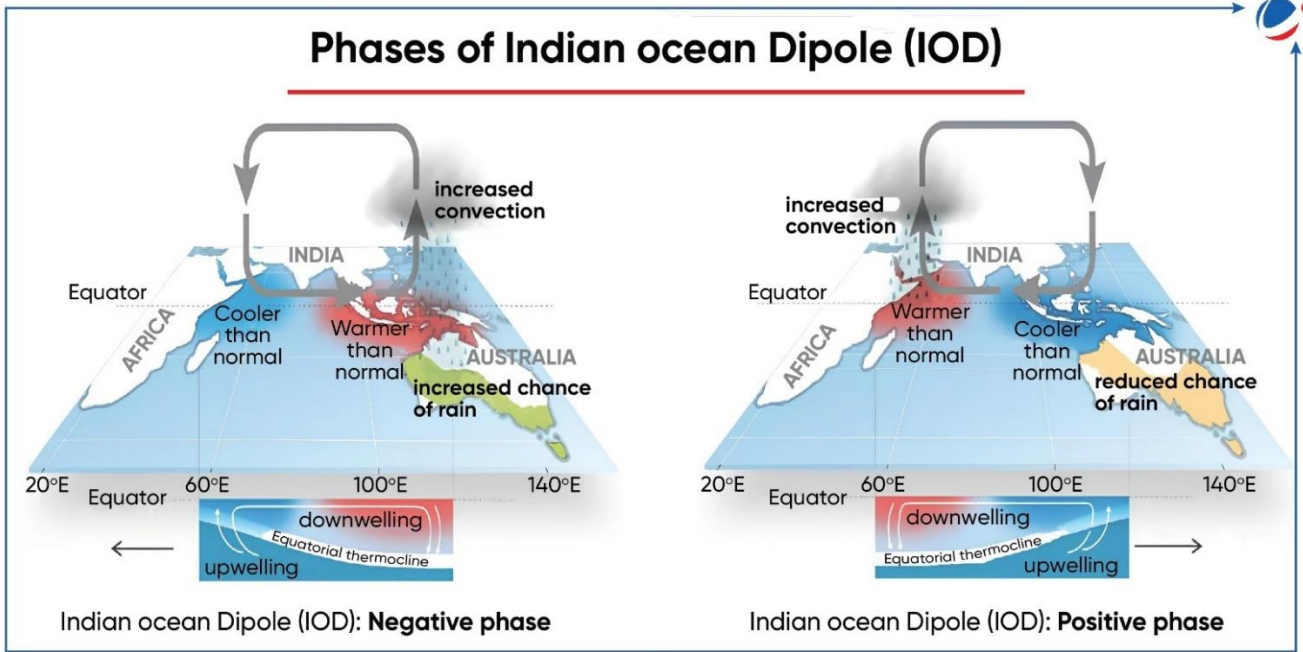 Phases of Indian ocean Dipole (IOD)
increased
convection
INDIA
Equator
AFRICA
Cooler
than
normal
Warmer
than
normal
AUSTRALIA
increased chance
of rain
20°E
60°E
100°E
140°E
Equator
downwelling
Equatorial thermocline
upwelling
Indian ocean Dipole (IOD): Negative phase
increased
convection
INDIA
Equator
AFRICA
Warmer
than
normal
Cooler
than
normal
AUSTRALIA
reduced chance
of rain
20°E
60°E
100°E
140°E
Equator
downwelling
Equatorial thermocline
upwelling
Indian ocean Dipole (IOD): Positive phase